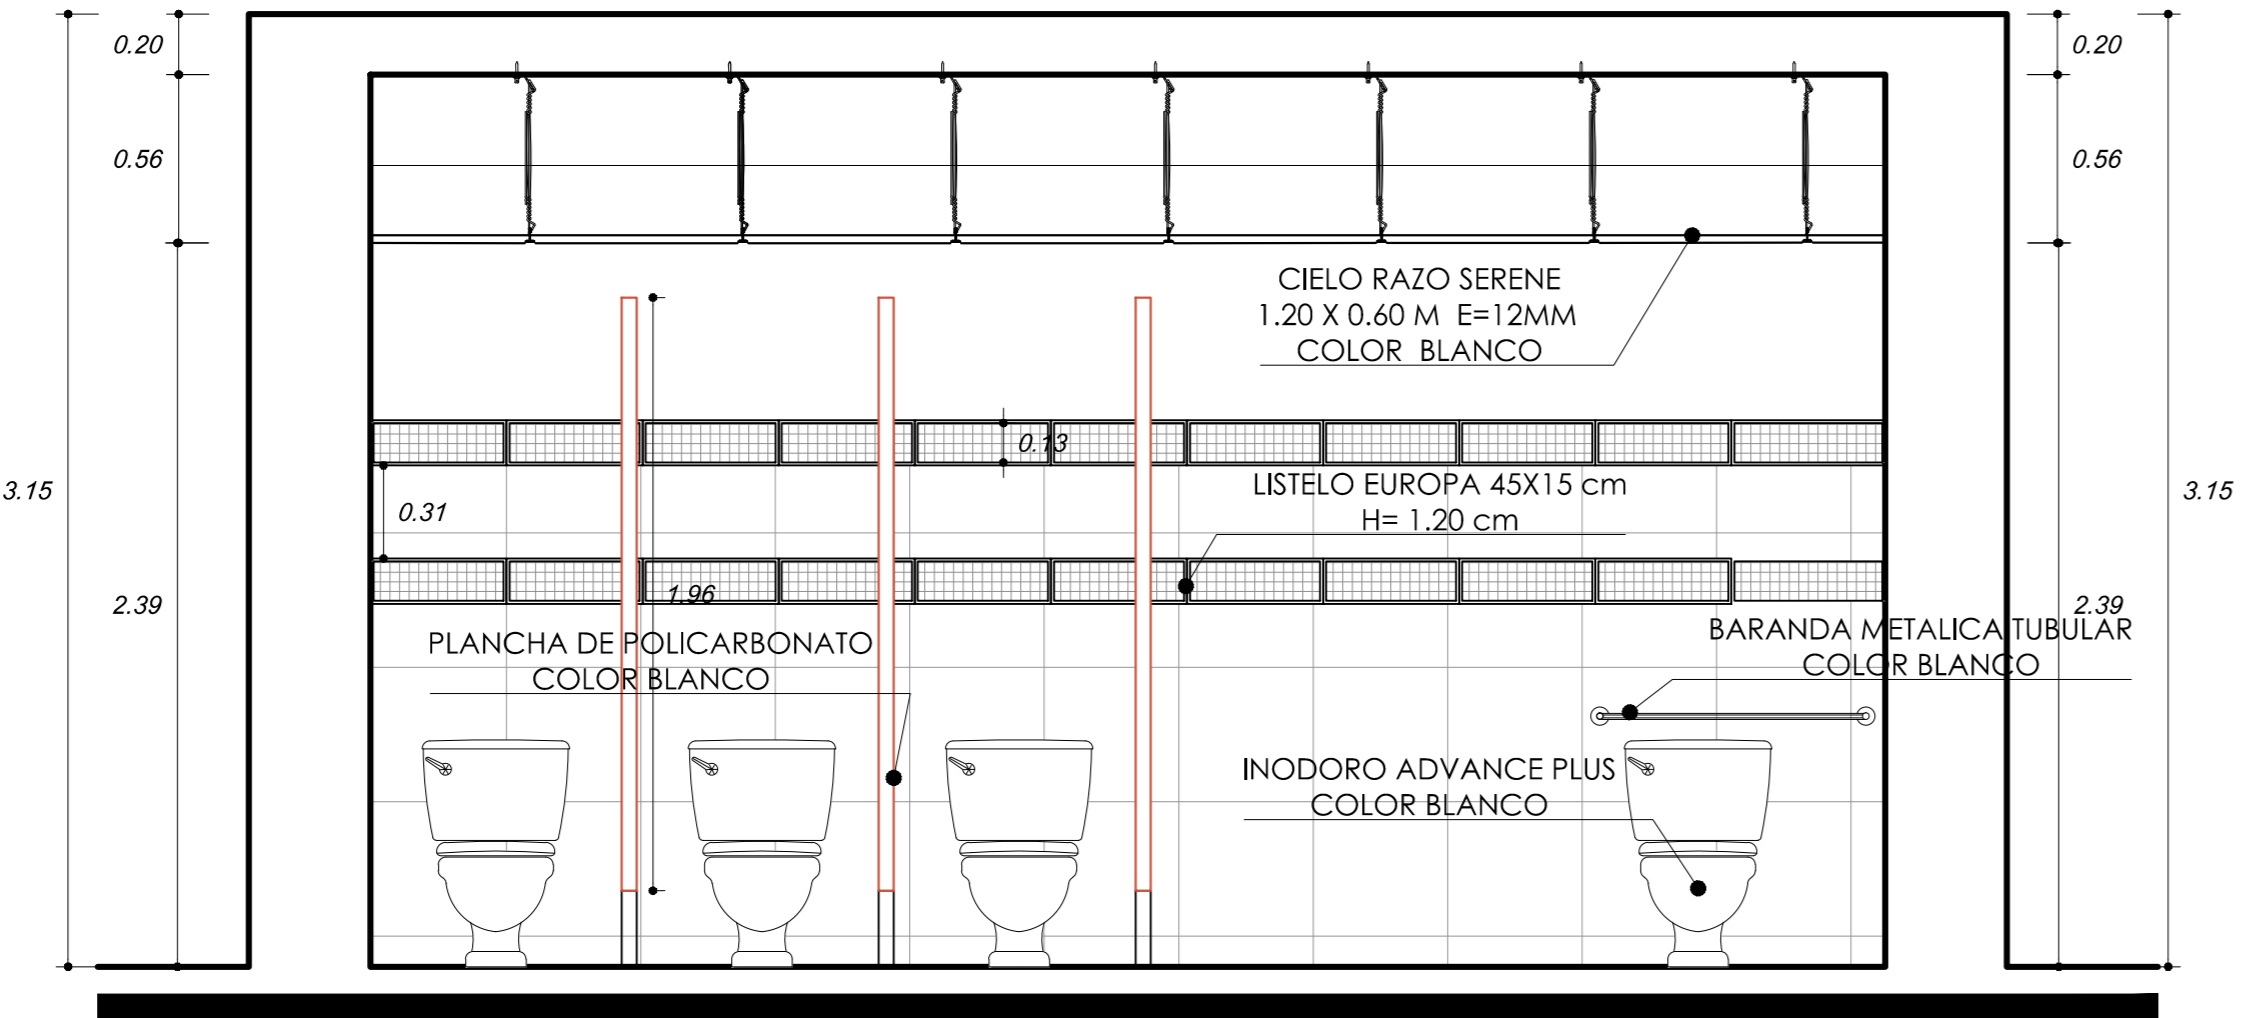 0.20
0.20
0.56
0.56
CIELO RAZO SERENE
1.20 X 0.60 M E=12MM
COLOR BLANCO
0.13
3.15
LISTELO EUROPA 45X15 cm
H= 1.20 cm
3.15
0.31
1.96
2.39
2.39
PLANCHA DE POLICARBONATO
COLOR BLANCO
BARANDA METALICA TUBULAR
COLOR BLANCO
INODORO ADVANCE PLUS
COLOR BLANCO